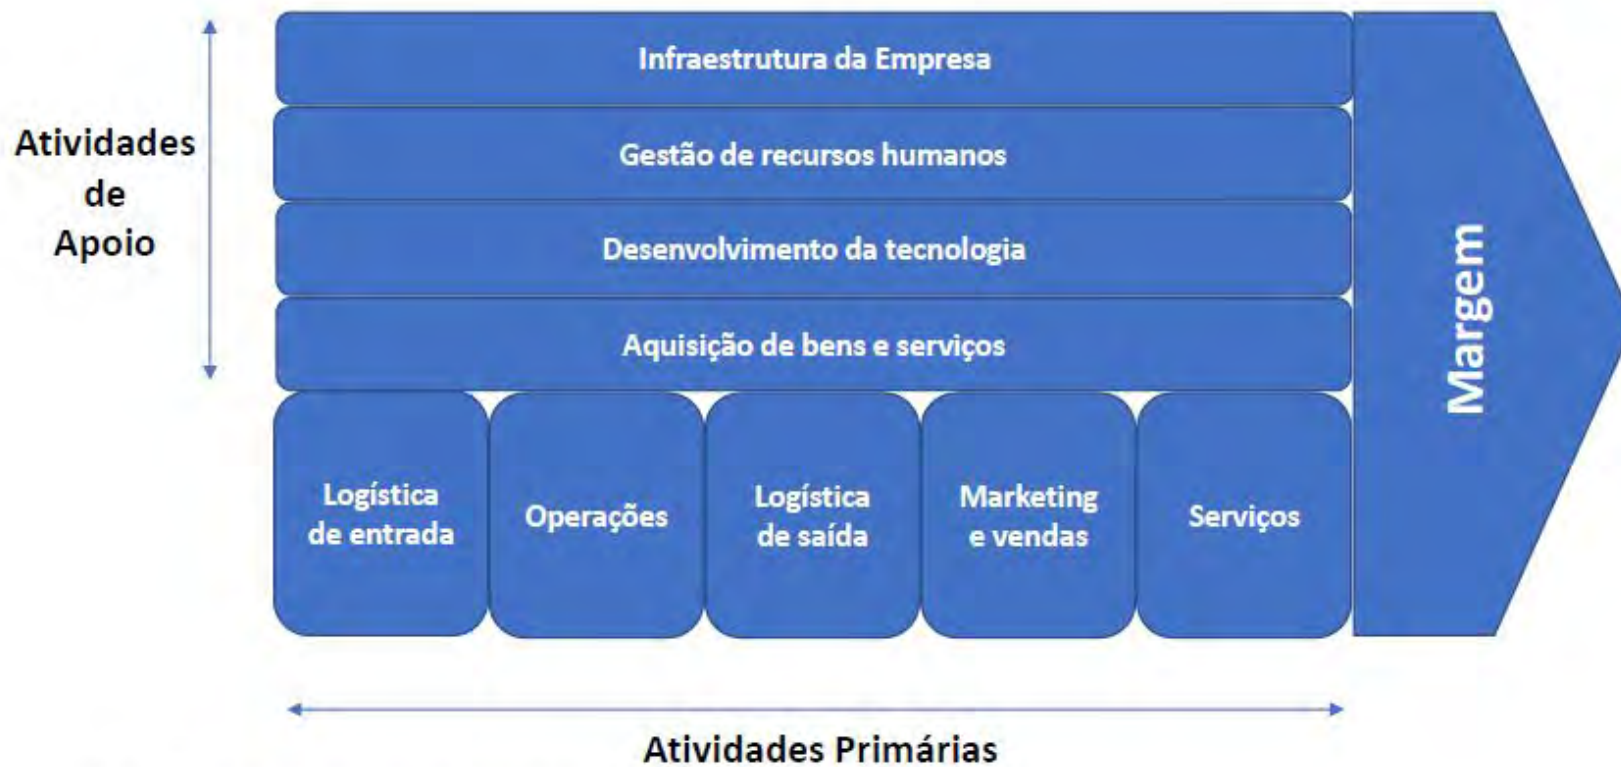 Atividades
de
Apoio
Infraestrutura da Empresa
Gestão de recursos humanos
Desenvolvimento da tecnologia
Aquisição de bens e serviços
Logística
de entrada
Operações
Logística
de saída
Marketing
e vendas
Serviços
Margem
Atividades Primárias